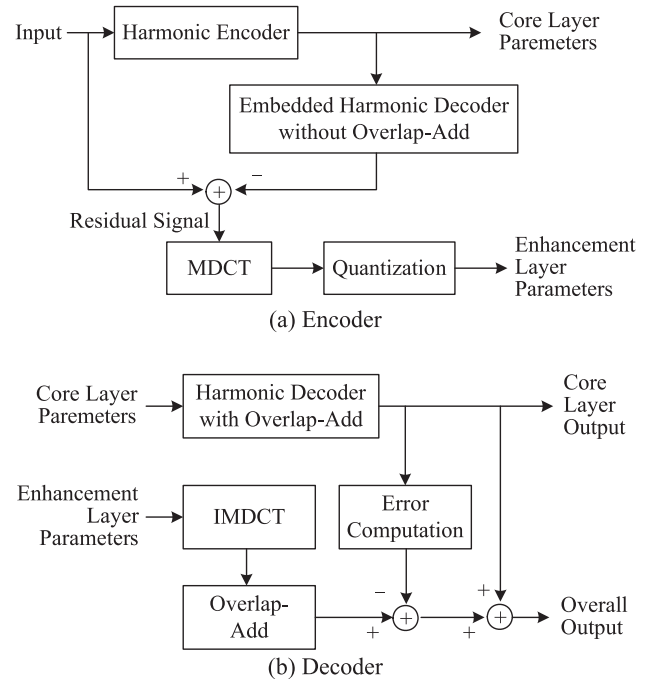 Input
Harmonic Encoder
Core Layer
Paremeters
Embedded Harmonic Decoder
without Overlap-Add
+
−
+
Residual Signal
MDCT
Quantization
Enhancement
Layer
Parameters
(a) Encoder
Core Layer
Paremeters
Harmonic Decoder
with Overlap-Add
Core
Layer
Output
Enhancement
Layer
Parameters
IMDCT
Error
Computation
Overlap-
Add
−
+
+
+
+
+
Overall
Output
(b) Decoder